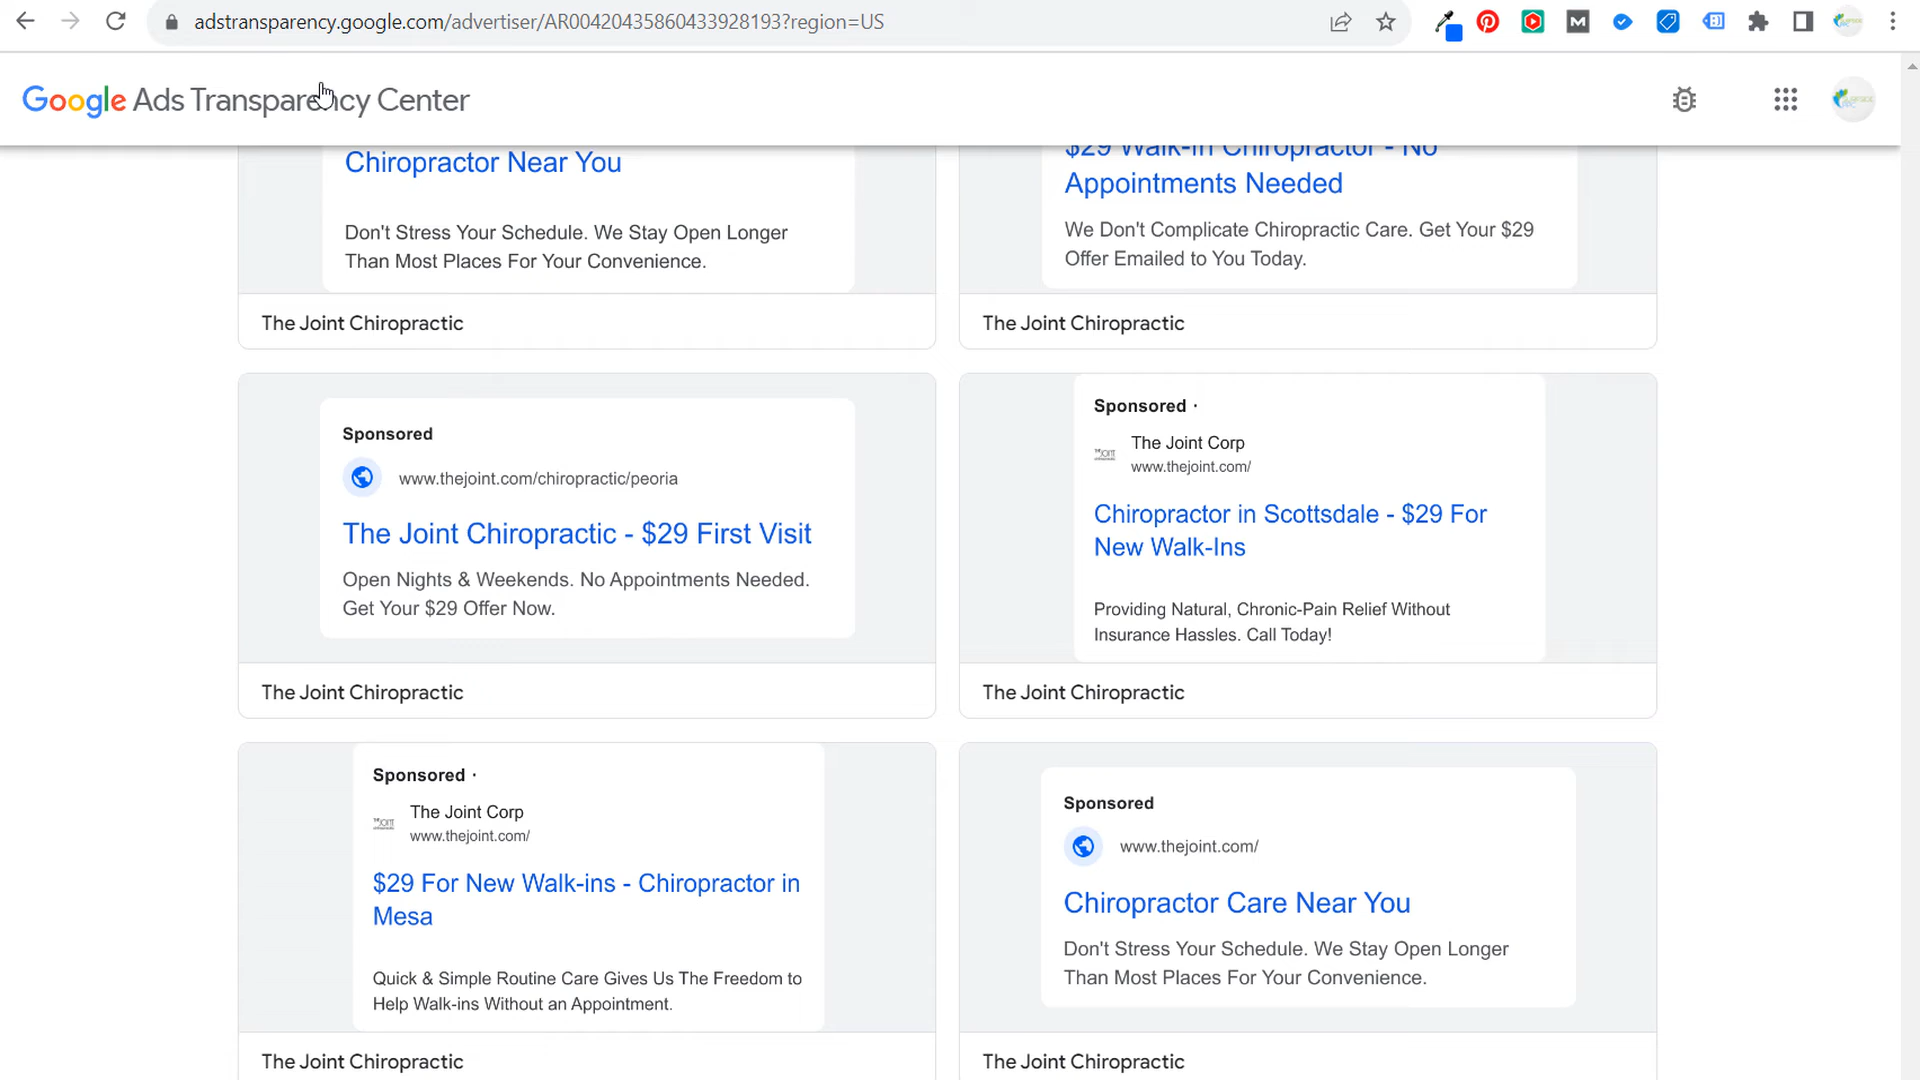 adstransparency.google.com/advertiser/AR00420435860433928193?region=US
Google Ads Transparency Center
Chiropractor Near You
Don't Stress Your Schedule. We Stay Open Longer
Than Most Places For Your Convenience.
The Joint Chiropractic
$29 Walk-In Chiropractor - No
Appointments Needed
We Don't Complicate Chiropractic Care. Get Your $29
Offer Emailed to You Today.
The Joint Chiropractic
Sponsored
www.thejoint.com/chiropractic/peoria
The Joint Chiropractic - $29 First Visit
Open Nights & Weekends. No Appointments Needed.
Get Your $29 Offer Now.
The Joint Chiropractic
Sponsored ·
The Joint Corp
www.thejoint.com/
Chiropractor in Scottsdale - $29 For
New Walk-Ins
Providing Natural, Chronic-Pain Relief Without
Insurance Hassles. Call Today!
The Joint Chiropractic
Sponsored ·
The Joint Corp
www.thejoint.com/
$29 For New Walk-ins - Chiropractor in
Mesa
Quick & Simple Routine Care Gives Us The Freedom to
Help Walk-ins Without an Appointment.
The Joint Chiropractic
Sponsored
www.thejoint.com/
Chiropractor Care Near You
Don't Stress Your Schedule. We Stay Open Longer
Than Most Places For Your Convenience.
The Joint Chiropractic